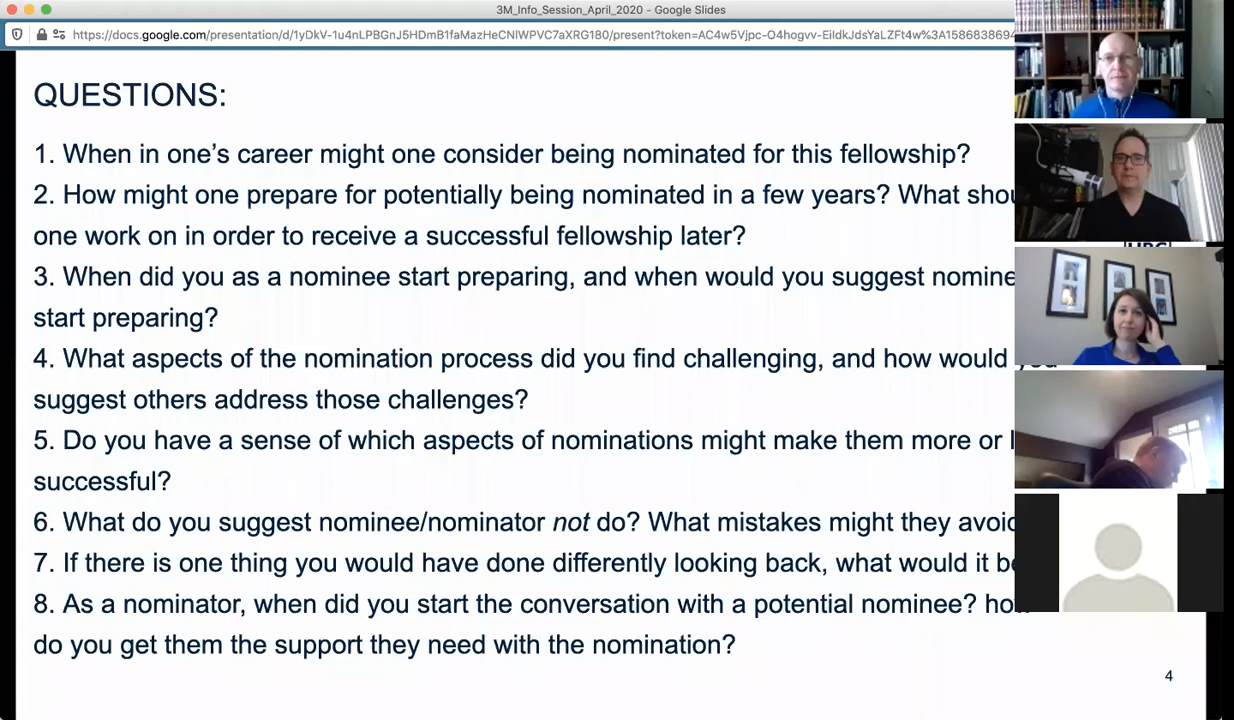 3M_Info_Session_April_2020 - Google Slides
https://docs.google.com/presentation/d/1yDkV-1u4nLPBGnJ5HDmB1faMazHeCNlWPVC7aXRG180/present?token=AC4w5Vjpc-O4hogvv-EildkJdsYaLZFt4w%3A1586838694
QUESTIONS:
1. When in one's career might one consider being nominated for this fellowship?
2. How might one prepare for potentially being nominated in a few years? What shou
one work on in order to receive a successful fellowship later?
3. When did you as a nominee start preparing, and when would you suggest nomine
start preparing?
4. What aspects of the nomination process did you find challenging, and how would you
suggest others address those challenges?
5. Do you have a sense of which aspects of nominations might make them more or l
successful?
6. What do you suggest nominee/nominator not do? What mistakes might they avoid
7. If there is one thing you would have done differently looking back, what would it be
8. As a nominator, when did you start the conversation with a potential nominee? how
do you get them the support they need with the nomination?
4